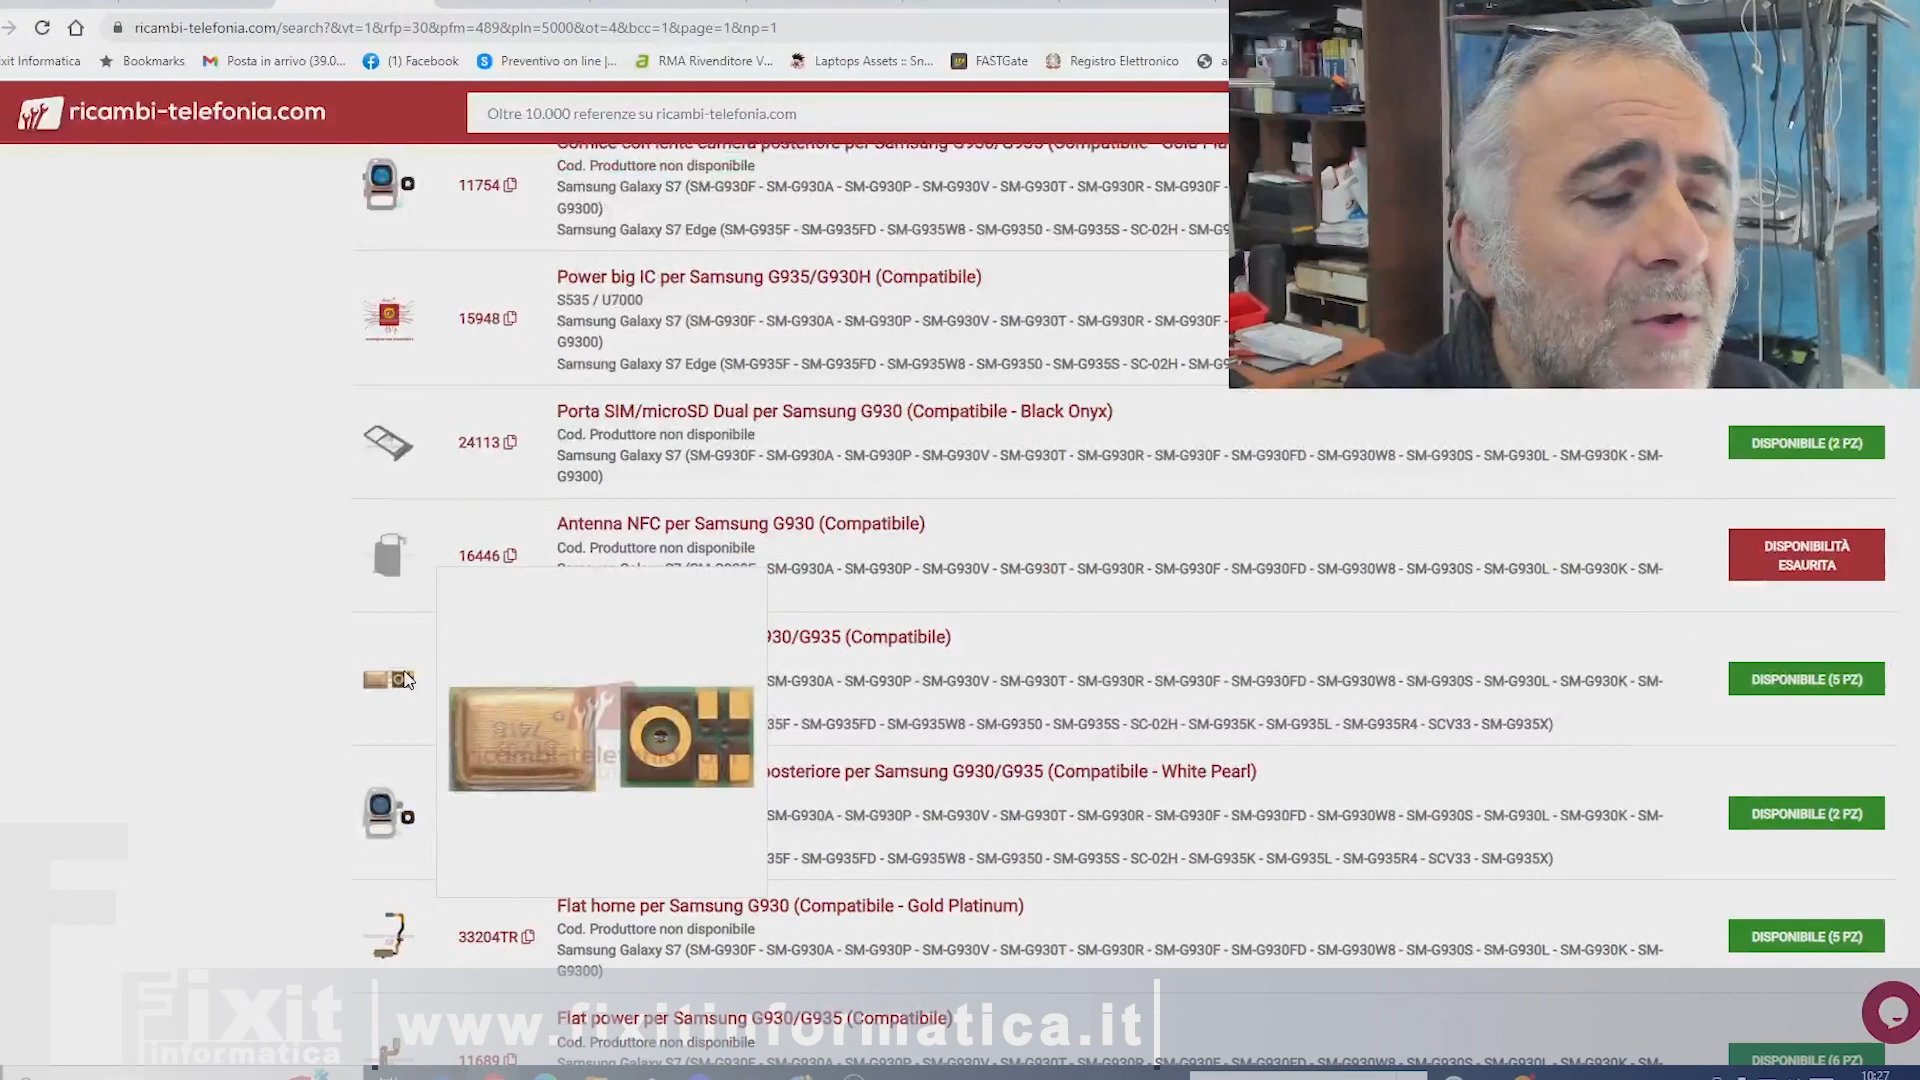 ricambi-telefonia.com/search?&vt=1&rfp=30&pfm=489&pln=5000&ot=4&bcc=1&page=1&np=1
xit Informatica
Bookmarks
Posta in arrivo (39.0...
(1) Facebook
Preventivo on line |...
RMA Rivenditore V...
Laptops Assets :: Sn...
FASTGate
Registro Elettronico
ricambi-telefonia.com
Oltre 10.000 referenze su ricambi-telefonia.com
Cornice con lente camera posteriore per Samsung G930/G935 (Compatibile - Gold Pla
Cod. Produttore non disponibile
11754
Samsung Galaxy S7 (SM-G930F - SM-G930A - SM-G930P - SM-G930V - SM-G930T - SM-G930R - SM-G930F -
G9300)
Samsung Galaxy S7 Edge (SM-G935F - SM-G935FD - SM-G935W8 - SM-G9350 - SM-G935S - SC-02H - SM-G9
Power big IC per Samsung G935/G930H (Compatibile)
S535 / U7000
15948
Samsung Galaxy S7 (SM-G930F - SM-G930A - SM-G930P - SM-G930V - SM-G930T - SM-G930R - SM-G930F -
G9300)
Samsung Galaxy S7 Edge (SM-G935F - SM-G935FD - SM-G935W8 - SM-G9350 - SM-G935S - SC-02H - SM-G9
Porta SIM/microSD Dual per Samsung G930 (Compatibile - Black Onyx)
Cod. Produttore non disponibile
24113
Samsung Galaxy S7 (SM-G930F - SM-G930A - SM-G930P - SM-G930V - SM-G930T - SM-G930R - SM-G930F - SM-G930FD - SM-G930W8 - SM-G930S - SM-G930L - SM-G930K - SM-
G9300)
DISPONIBILE (2 PZ)
Antenna NFC per Samsung G930 (Compatibile)
Cod. Produttore non disponibile
16446
SM-G930A - SM-G930P - SM-G930V - SM-G930T - SM-G930R - SM-G930F - SM-G930FD - SM-G930W8 - SM-G930S - SM-G930L - SM-G930K - SM-
DISPONIBILITÀ
ESAURITA
930/G935 (Compatibile)
SM-G930A - SM-G930P - SM-G930V - SM-G930T - SM-G930R - SM-G930F - SM-G930FD - SM-G930W8 - SM-G930S - SM-G930L - SM-G930K - SM-
35F - SM-G935FD - SM-G935W8 - SM-G9350 - SM-G935S - SC-02H - SM-G935K - SM-G935L - SM-G935R4 - SCV33 - SM-G935X)
DISPONIBILE (5 PZ)
ricambi-telefonia.com
posteriore per Samsung G930/G935 (Compatibile - White Pearl)
SM-G930A - SM-G930P - SM-G930V - SM-G930T - SM-G930R - SM-G930F - SM-G930FD - SM-G930W8 - SM-G930S - SM-G930L - SM-G930K - SM-
35F - SM-G935FD - SM-G935W8 - SM-G9350 - SM-G935S - SC-02H - SM-G935K - SM-G935L - SM-G935R4 - SCV33 - SM-G935X)
DISPONIBILE (2 PZ)
Flat home per Samsung G930 (Compatibile - Gold Platinum)
Cod. Produttore non disponibile
33204TR
Samsung Galaxy S7 (SM-G930F - SM-G930A - SM-G930P - SM-G930V - SM-G930T - SM-G930R - SM-G930F - SM-G930FD - SM-G930W8 - SM-G930S - SM-G930L - SM-G930K - SM-
G9300)
DISPONIBILE (5 PZ)
Flat power per Samsung G930/G935 (Compatibile)
Cod. Produttore non disponibile
11689
Samsung Galaxy S7 (SM-G930F - SM-G930A - SM-G930P - SM-G930V - SM-G930T - SM-G930R - SM-G930F - SM-G930FD - SM-G930W8 - SM-G930S - SM-G930L - SM-G930K - SM-
DISPONIBILE (6 PZ)
Fixit
informatica
www.fixitinformatica.it
10:27